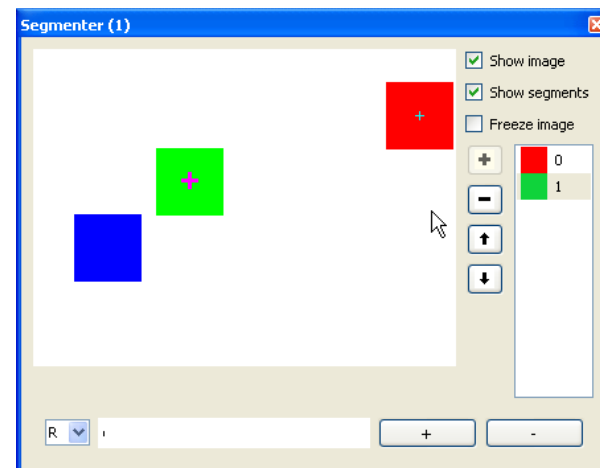 Segmenter (1)
Show image
Show segments
Freeze image
+
0
1
-
R
+
-